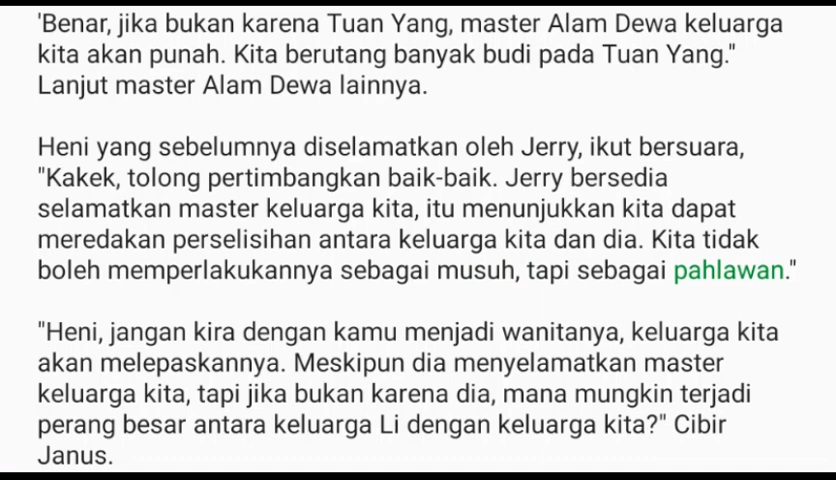 'Benar, jika bukan karena Tuan Yang, master Alam Dewa keluarga
kita akan punah. Kita berutang banyak budi pada Tuan Yang."
Lanjut master Alam Dewa lainnya.
Heni yang sebelumnya diselamatkan oleh Jerry, ikut bersuara,
"Kakek, tolong pertimbangkan baik-baik. Jerry bersedia
selamatkan master keluarga kita, itu menunjukkan kita dapat
meredakan perselisihan antara keluarga kita dan dia. Kita tidak
boleh memperlakukannya sebagai musuh, tapi sebagai pahlawan."
"Heni, jangan kira dengan kamu menjadi wanitanya, keluarga kita
akan melepaskannya. Meskipun dia menyelamatkan master
keluarga kita, tapi jika bukan karena dia, mana mungkin terjadi
perang besar antara keluarga Li dengan keluarga kita?" Cibir
Janus.